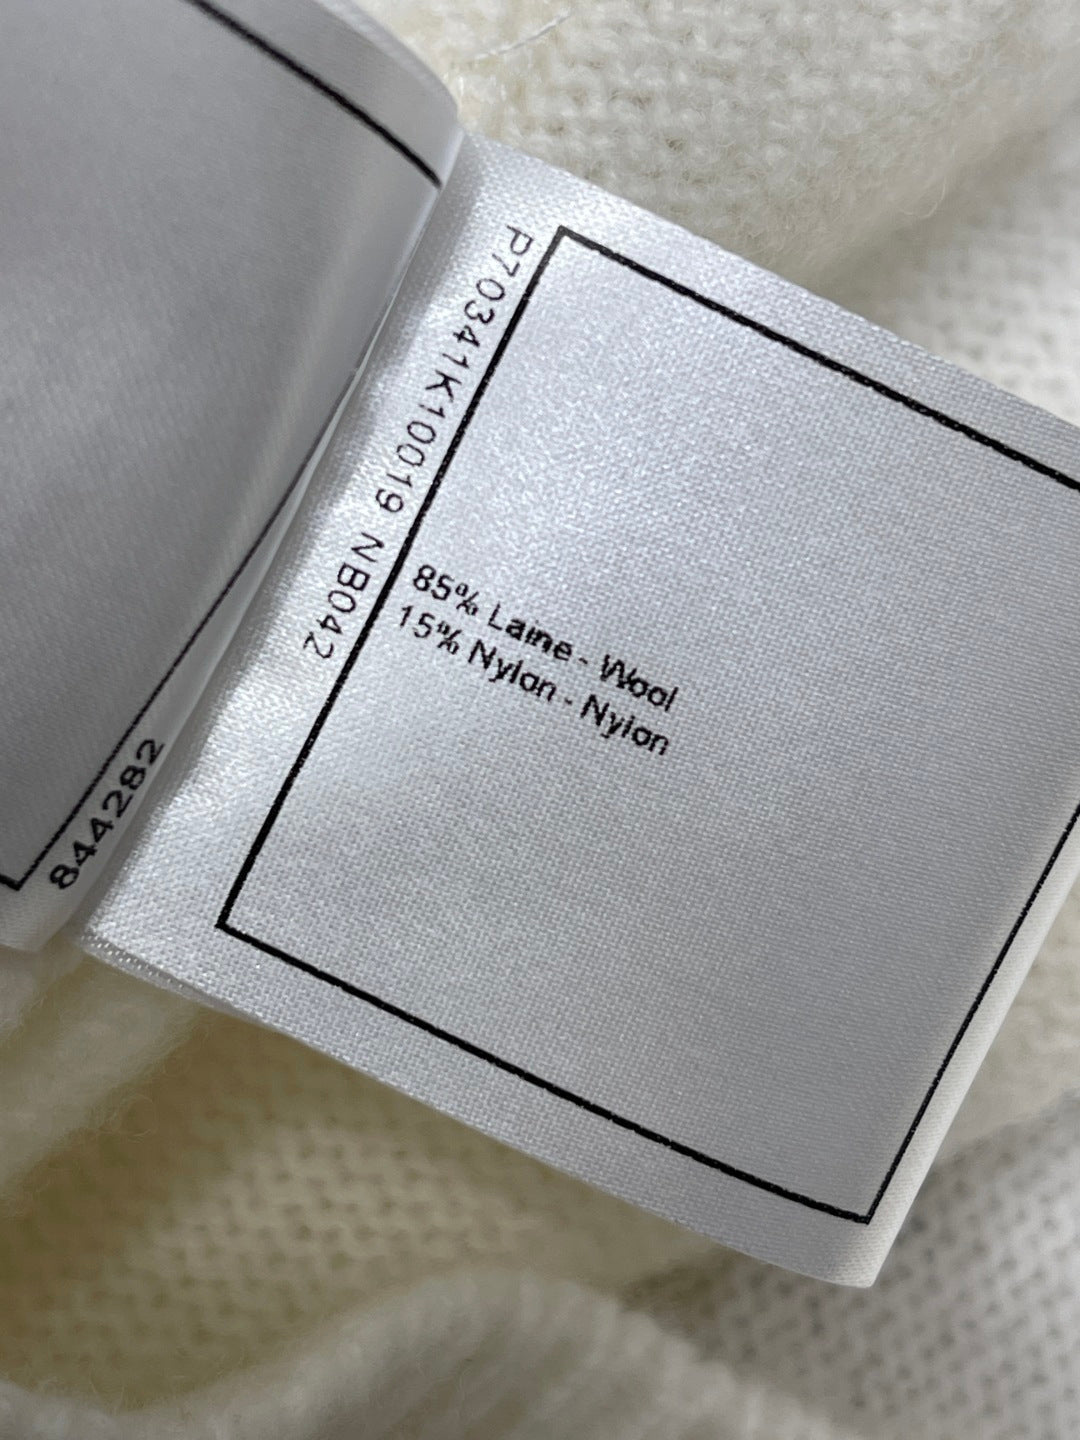 P70341K10019 NB042
85% Laine - Wool
15% Nylon - Nylon
844282